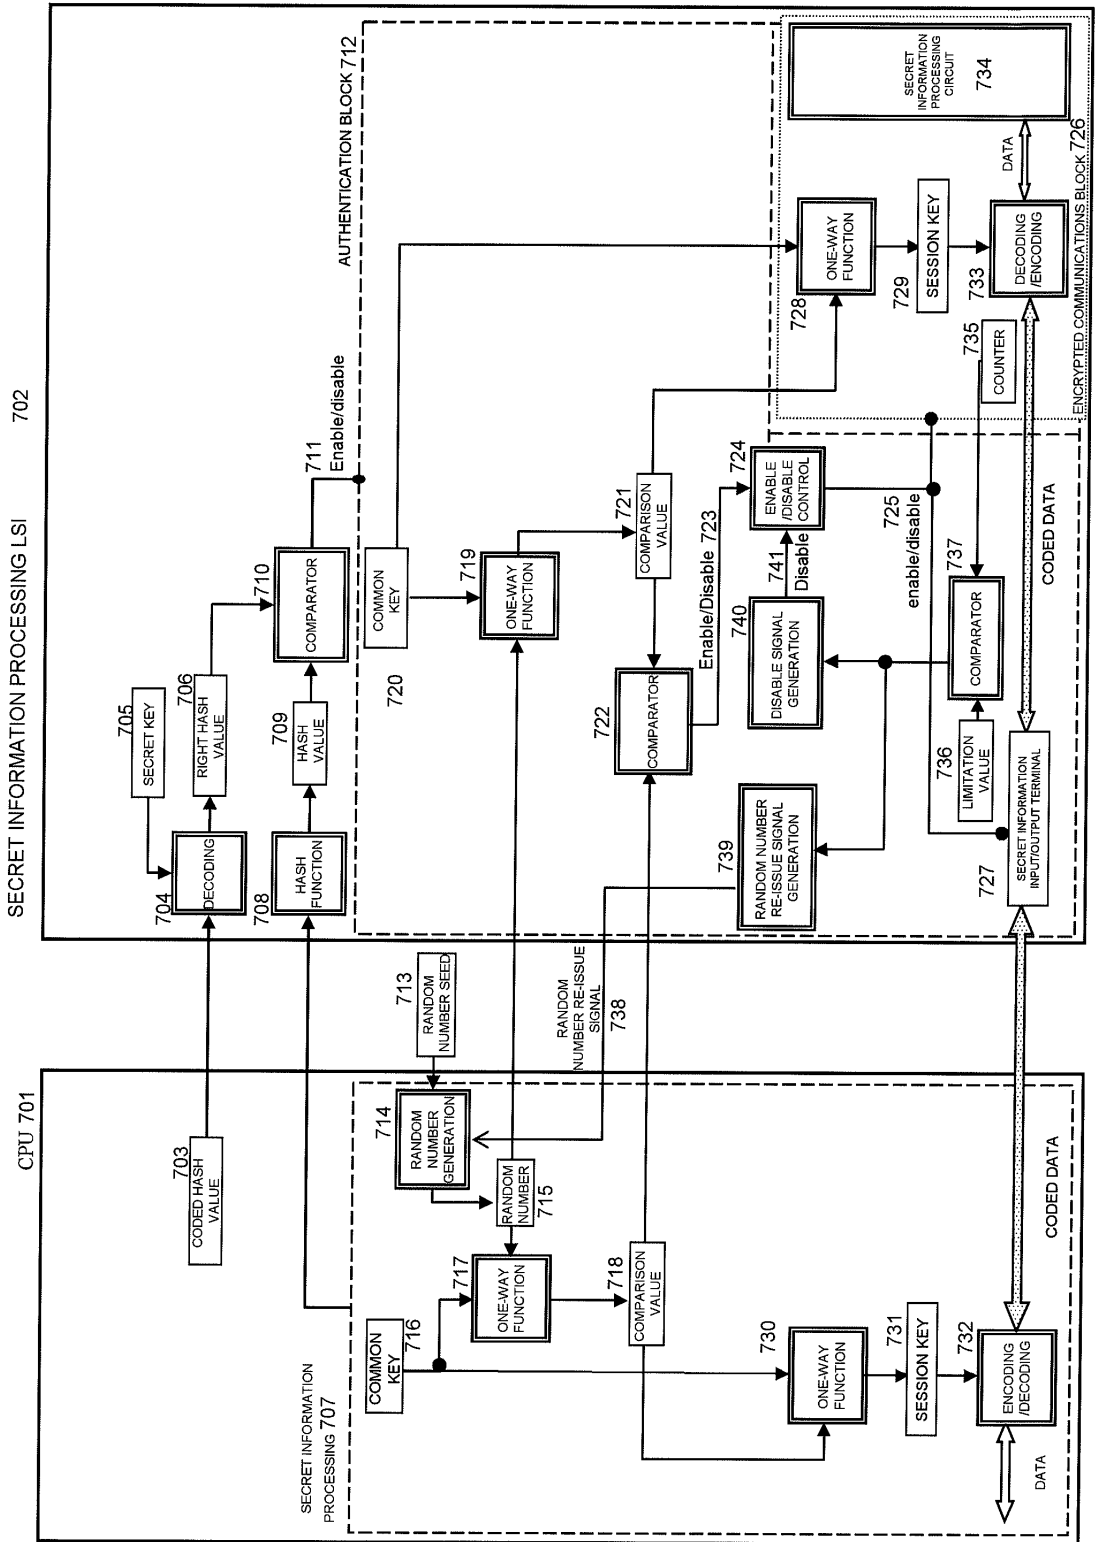 SECRET INFORMATION PROCESSING LSI 702
705
SECRET KEY
704
DECODING
706
RIGHT HASH
VALUE
708
HASH
FUNCTION
709
HASH
VALUE
710
COMPARATOR
711
Enable/disable
AUTHENTICATION BLOCK 712
COMMON
KEY
720
719
ONE-WAY
FUNCTION
721
COMPARISON
VALUE
722
COMPARATOR
Enable/Disable 723
724
ENABLE
/DISABLE
CONTROL
741
Disable
740
DISABLE SIGNAL
GENERATION
739
RANDOM NUMBER
RE-ISSUE SIGNAL
GENERATION
725
enable/disable
737
COMPARATOR
736
LIMITATION
VALUE
735
COUNTER
727
SECRET INFORMATION
INPUT/OUTPUT TERMINAL
CODED DATA
728
ONE-WAY
FUNCTION
729
SESSION KEY
733
DECODING
/ENCODING
DATA
SECRET
INFORMATION
PROCESSING
CIRCUIT
734
ENCRYPTED COMMUNICATIONS BLOCK 726
CPU 701
703
CODED HASH
VALUE
713
RANDOM
NUMBER SEED
714
RANDOM
NUMBER
GENERATION
RANDOM
NUMBER RE-ISSUE
SIGNAL
738
RANDOM
NUMBER
715
SECRET INFORMATION
PROCESSING 707
COMMON
KEY
716
717
ONE-WAY
FUNCTION
718
COMPARISON
VALUE
730
ONE-WAY
FUNCTION
731
SESSION KEY
732
ENCODING
/DECODING
DATA
CODED DATA